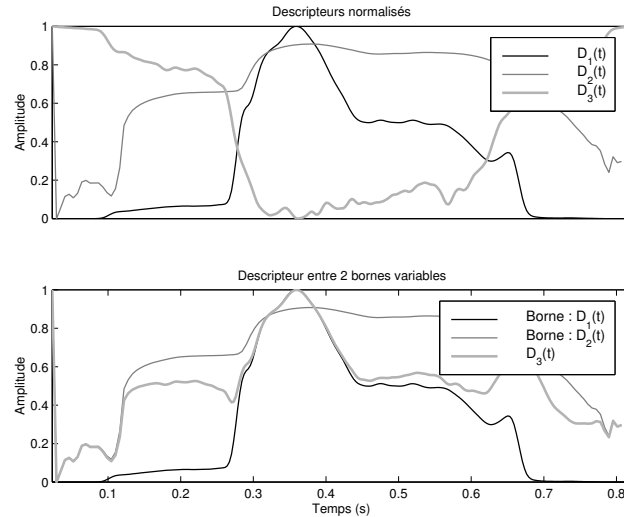 Descripteurs normalisés
1
0.8
0.6
0.4
0.2
0
Amplitude
D1(t)
D2(t)
D3(t)
Descripteur entre 2 bornes variables
1
0.8
0.6
0.4
0.2
0
Amplitude
Borne : D1(t)
Borne : D2(t)
D3(t)
0.1 0.2 0.3 0.4 0.5 0.6 0.7 0.8
Temps (s)